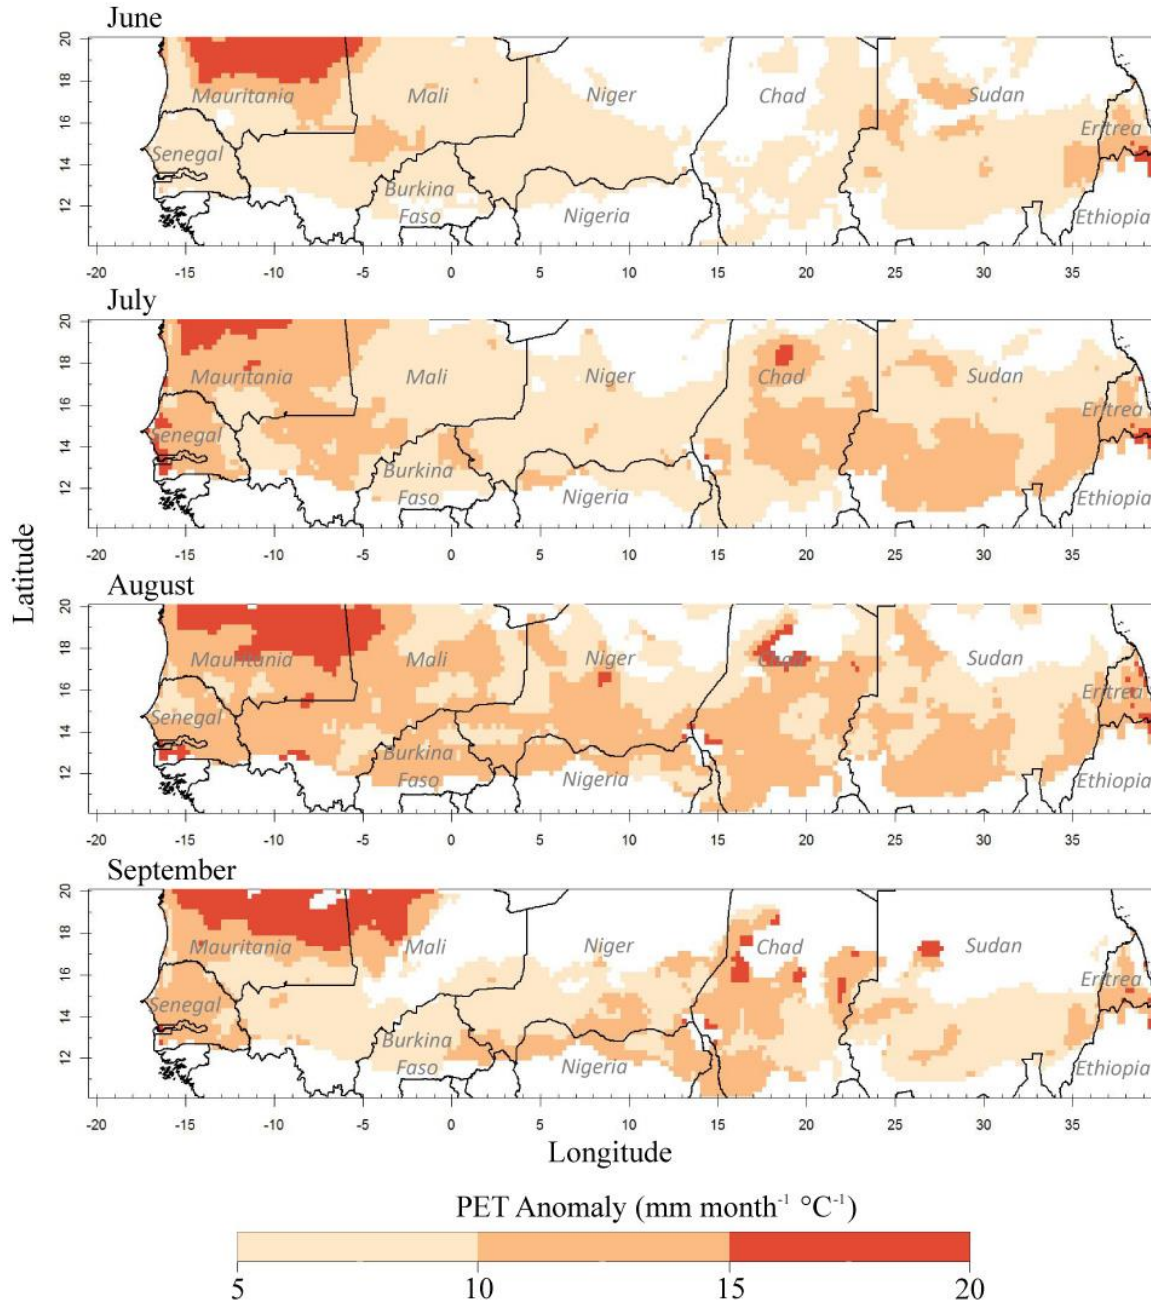 June
20
18
16
14
12
Mauritania
Mali
Niger
Chad
Sudan
Eritrea
Senegal
Burkina
Faso
Nigeria
Ethiopia
-20 -15 -10 -5 0 5 10 15 20 25 30 35
July
20
18
16
14
12
Mauritania
Mali
Niger
Chad
Sudan
Eritrea
Senegal
Burkina
Faso
Nigeria
Ethiopia
-20 -15 -10 -5 0 5 10 15 20 25 30 35
Latitude
August
20
18
16
14
12
Mauritania
Mali
Niger
Chad
Sudan
Eritrea
Senegal
Burkina
Faso
Nigeria
Ethiopia
-20 -15 -10 -5 0 5 10 15 20 25 30 35
September
20
18
16
14
12
Mauritania
Mali
Niger
Chad
Sudan
Eritrea
Senegal
Burkina
Faso
Nigeria
Ethiopia
-20 -15 -10 -5 0 5 10 15 20 25 30 35
Longitude
PET Anomaly (mm month⁻¹ °C⁻¹)
5 10 15 20